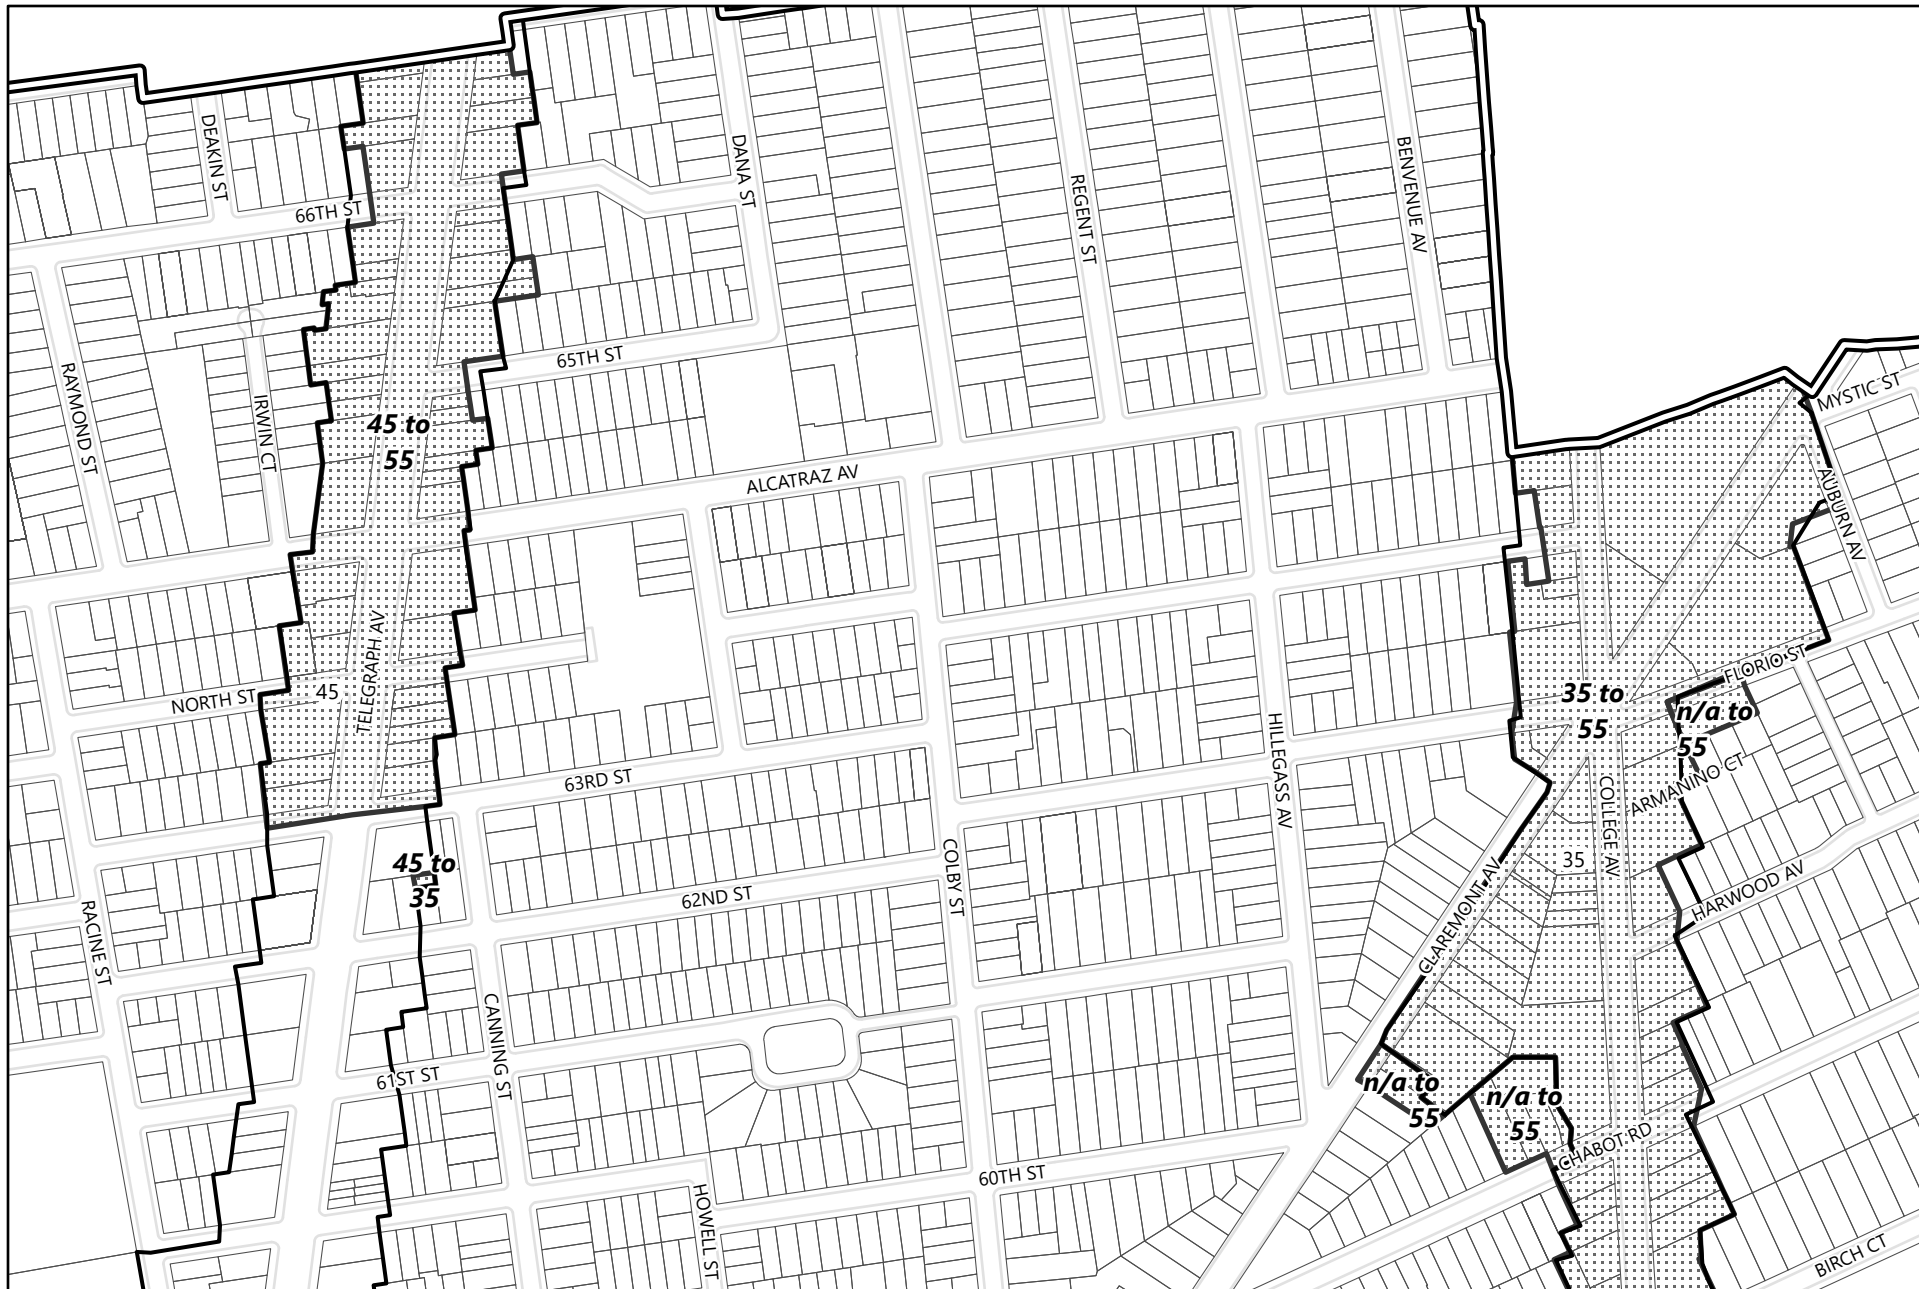 DEAKIN ST
66TH ST
DANA ST
REGENT ST
BENVENUE AV
RAYMOND ST
IRWIN CT
65TH ST
45 to
55
ALCATRAZ AV
MYSTIC ST
AUBURN AV
NORTH ST
45
TELEGRAPH AV
63RD ST
HILLEGASS AV
35 to
55
FLORIO ST
n/a to
55
ARMANINO CT
COLLEGE AV
35
45 to
35
62ND ST
COLBY ST
CLAREMONT AV
HARWOOD AV
RACINE ST
CANNING ST
61ST ST
n/a to
55
n/a to
55
CHABOT RD
60TH ST
HOWELL ST
BIRCH CT